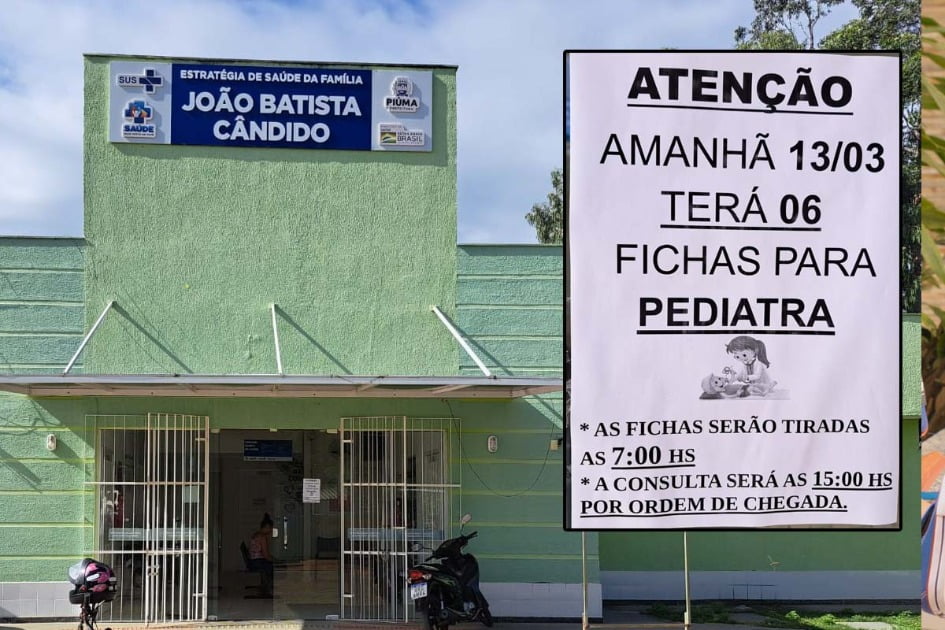 SUS
ESTRATÉGIA DE SAÚDE DA FAMÍLIA
JOÃO BATISTA
CÂNDIDO
SAÚDE
PIÚMA
PREFEITURA
BRASIL
ATENÇÃO
AMANHÃ 13/03
TERÁ 06
FICHAS PARA
PEDIATRA
* AS FICHAS SERÃO TIRADAS
AS 7:00 HS
* A CONSULTA SERÁ AS 15:00 HS
POR ORDEM DE CHEGADA.